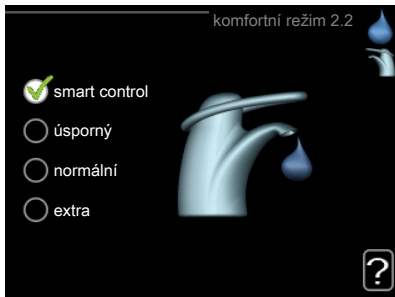 komfortní režim 2.2
smart control
úsporný
normální
extra
?